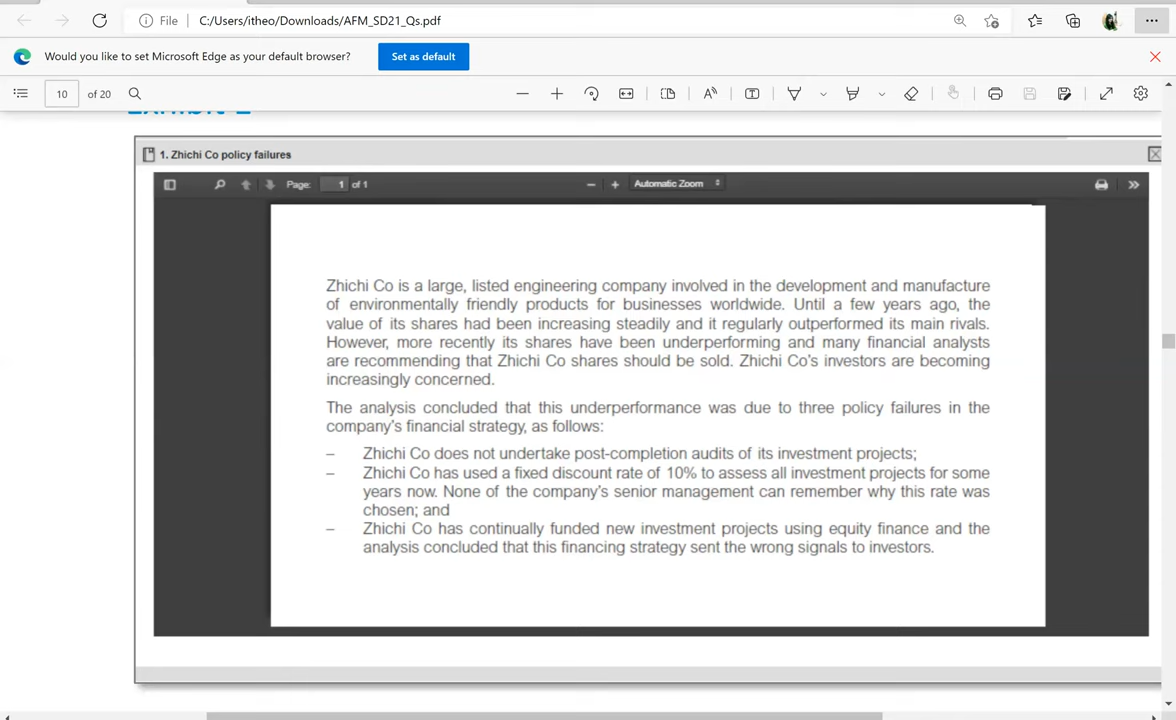 File C:/Users/itheo/Downloads/AFM_SD21_Qs.pdf
Would you like to set Microsoft Edge as your default browser? Set as default
10 of 20
1. Zhichi Co policy failures
Page: 1 of 1 Automatic Zoom
Zhichi Co is a large, listed engineering company involved in the development and manufacture
of environmentally friendly products for businesses worldwide. Until a few years ago, the
value of its shares had been increasing steadily and it regularly outperformed its main rivals.
However, more recently its shares have been underperforming and many financial analysts
are recommending that Zhichi Co shares should be sold. Zhichi Co's investors are becoming
increasingly concerned.
The analysis concluded that this underperformance was due to three policy failures in the
company's financial strategy, as follows:
– Zhichi Co does not undertake post-completion audits of its investment projects;
– Zhichi Co has used a fixed discount rate of 10% to assess all investment projects for some
years now. None of the company's senior management can remember why this rate was
chosen; and
– Zhichi Co has continually funded new investment projects using equity finance and the
analysis concluded that this financing strategy sent the wrong signals to investors.